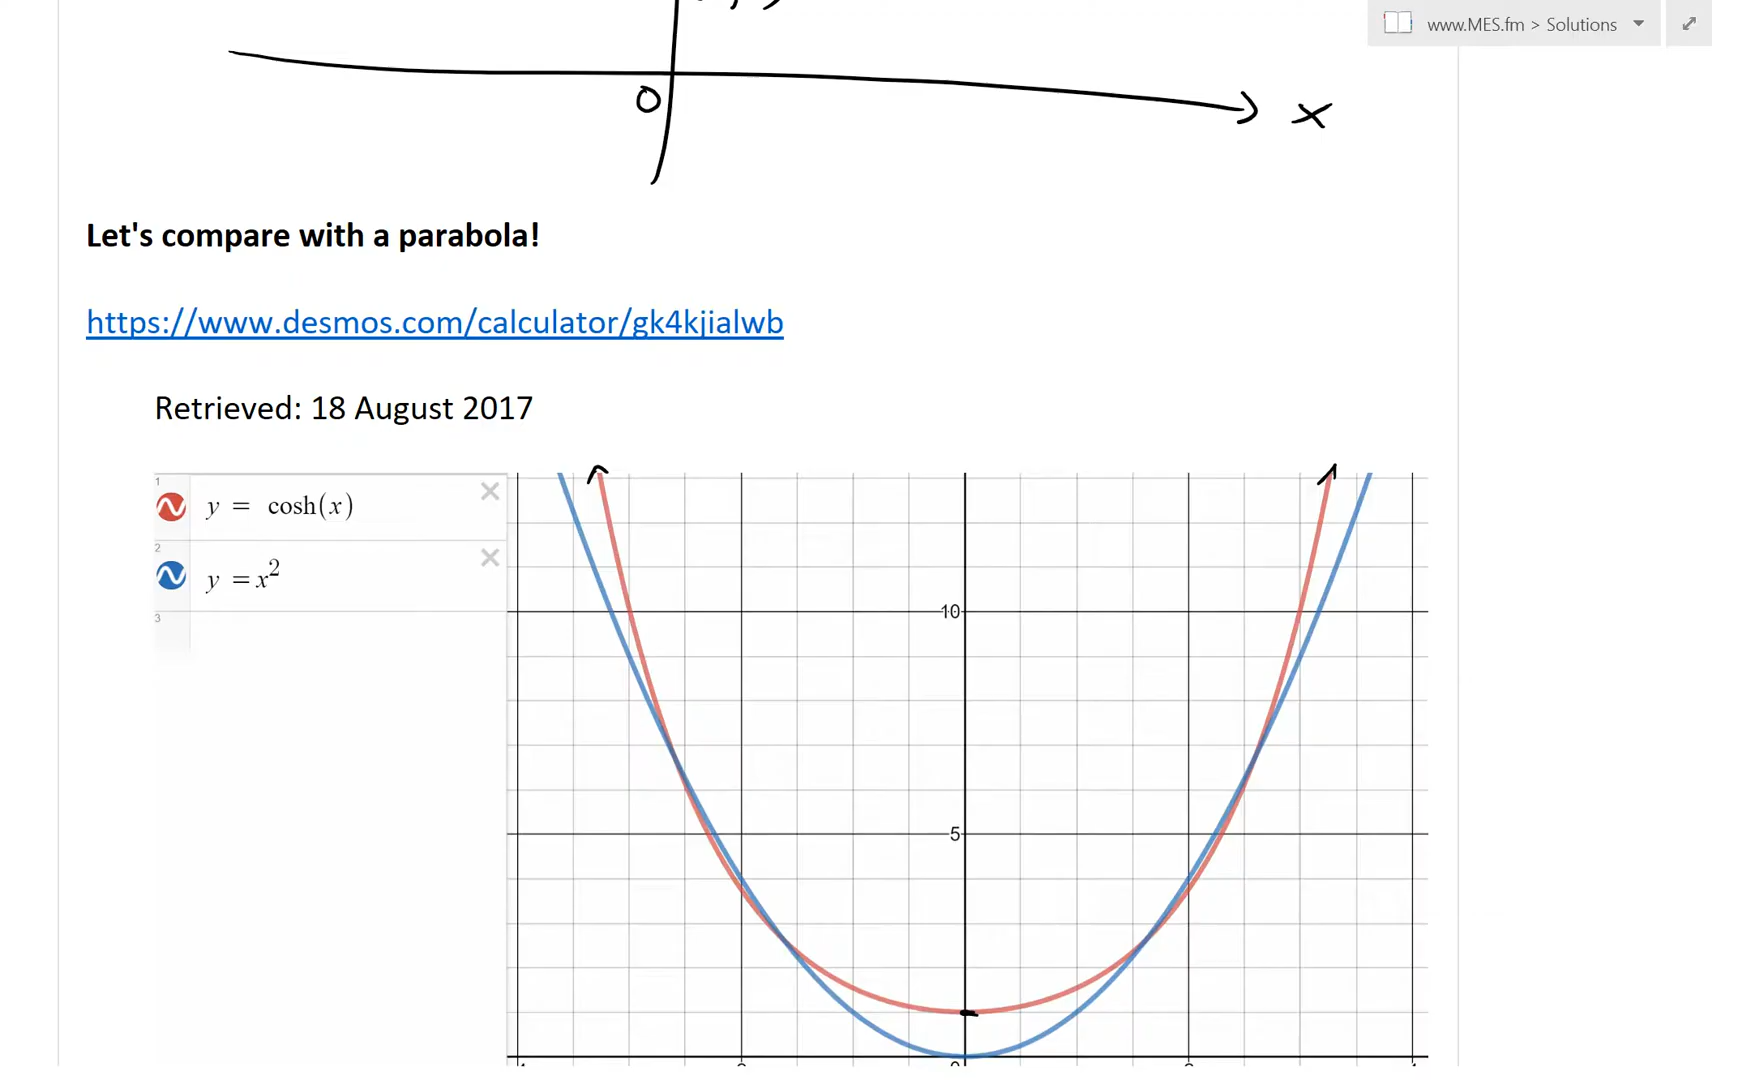 www.MES.fm > Solutions
0
x
Let's compare with a parabola!
https://www.desmos.com/calculator/gk4kjialwb
Retrieved: 18 August 2017
1
y = cosh(x)
2
y = x²
3
10
5